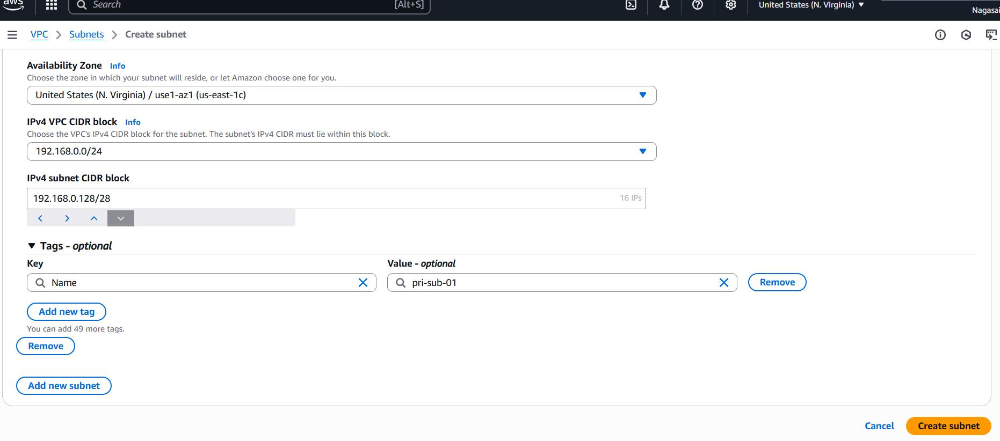 aws
Search
[Alt+S]
United States (N. Virginia)
Nagasai
VPC
Subnets
Create subnet
Availability Zone Info
Choose the zone in which your subnet will reside, or let Amazon choose one for you.
United States (N. Virginia) / use1-az1 (us-east-1c)
IPv4 VPC CIDR block Info
Choose the VPC's IPv4 CIDR block for the subnet. The subnet's IPv4 CIDR must lie within this block.
192.168.0.0/24
IPv4 subnet CIDR block
192.168.0.128/28
16 IPs
Tags - optional
Key
Value - optional
Name
pri-sub-01
Remove
Add new tag
You can add 49 more tags.
Remove
Add new subnet
Cancel
Create subnet